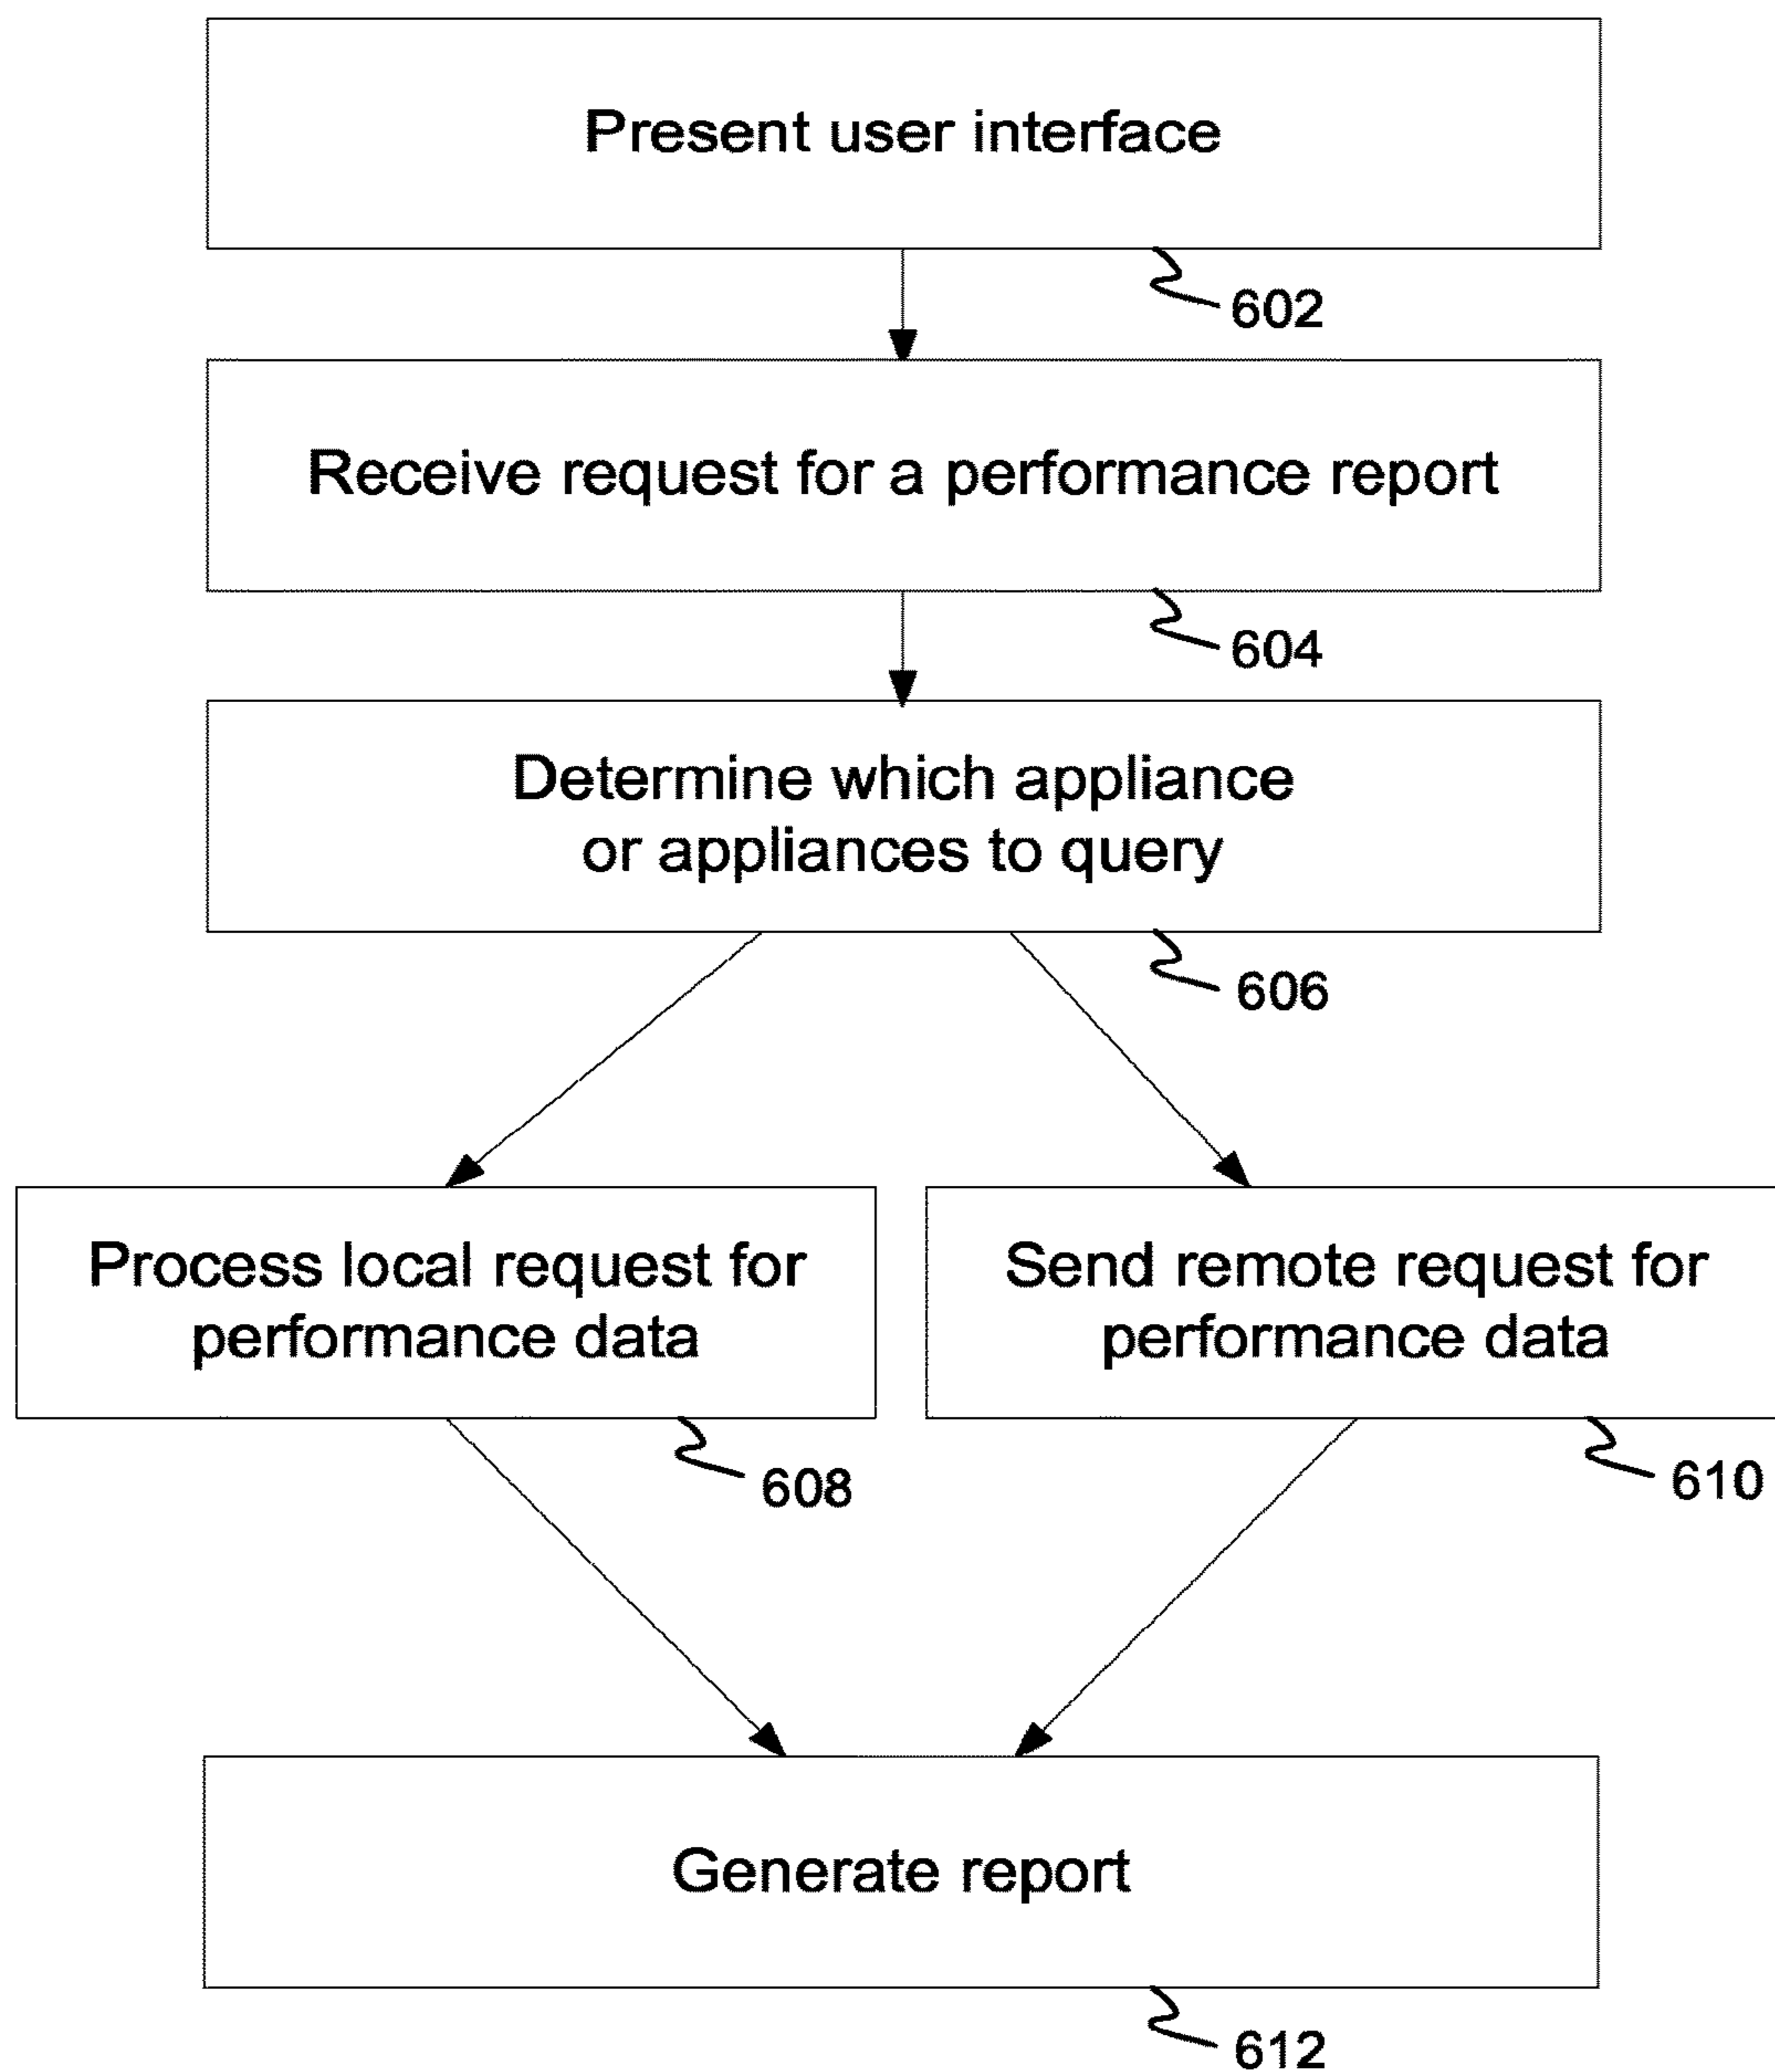 Present user interface
602
Receive request for a performance report
604
Determine which appliance
or appliances to query
606
Process local request for
performance data
608
Send remote request for
performance data
610
Generate report
612